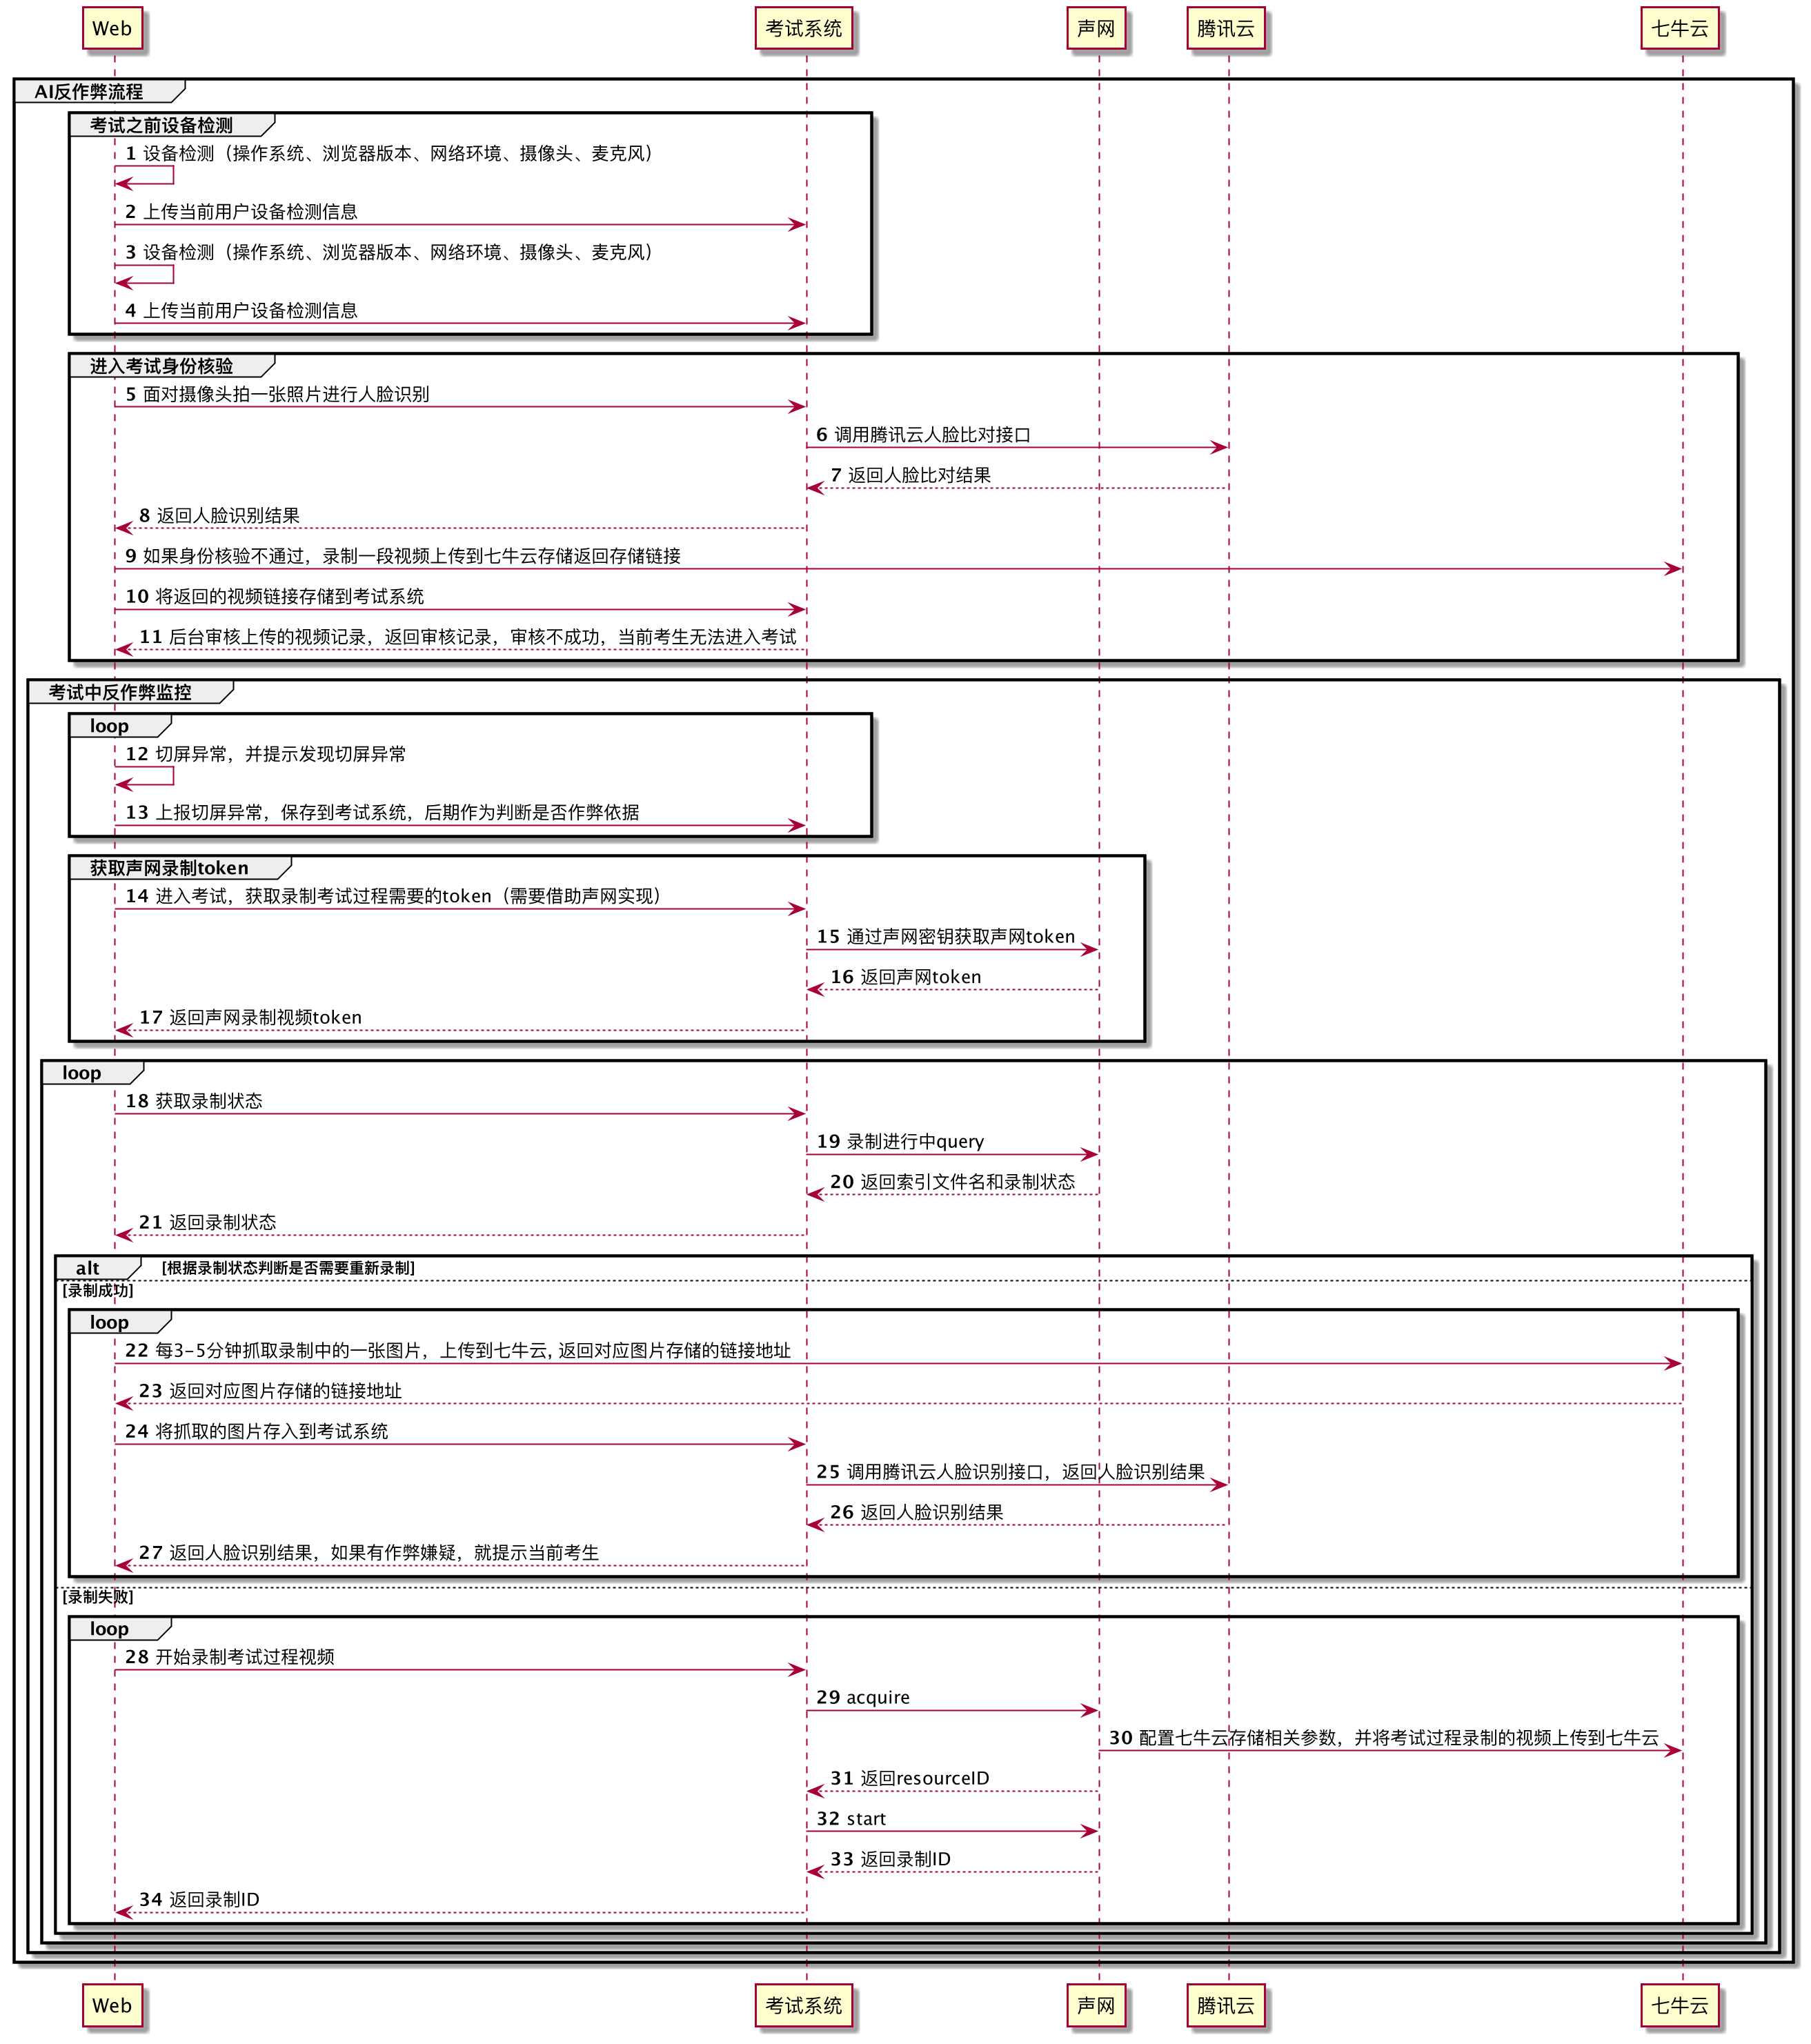 Web 考试系统 声网 腾讯云 七牛云
AI反作弊流程
考试之前设备检测
1 设备检测（操作系统、浏览器版本、网络环境、摄像头、麦克风）
2 上传当前用户设备检测信息
3 设备检测（操作系统、浏览器版本、网络环境、摄像头、麦克风）
4 上传当前用户设备检测信息
进入考试身份核验
5 面对摄像头拍一张照片进行人脸识别
6 调用腾讯云人脸比对接口
7 返回人脸比对结果
8 返回人脸识别结果
9 如果身份核验不通过，录制一段视频上传到七牛云存储返回存储链接
10 将返回的视频链接存储到考试系统
11 后台审核上传的视频记录，返回审核记录，审核不成功，当前考生无法进入考试
考试中反作弊监控
loop
12 切屏异常，并提示发现切屏异常
13 上报切屏异常，保存到考试系统，后期作为判断是否作弊依据
获取声网录制token
14 进入考试，获取录制考试过程需要的token（需要借助声网实现）
15 通过声网密钥获取声网token
16 返回声网token
17 返回声网录制视频token
loop
18 获取录制状态
19 录制进行中query
20 返回索引文件名和录制状态
21 返回录制状态
alt [根据录制状态判断是否需要重新录制]
[录制成功]
loop
22 每3-5分钟抓取录制中的一张图片，上传到七牛云, 返回对应图片存储的链接地址
23 返回对应图片存储的链接地址
24 将抓取的图片存入到考试系统
25 调用腾讯云人脸识别接口，返回人脸识别结果
26 返回人脸识别结果
27 返回人脸识别结果，如果有作弊嫌疑，就提示当前考生
[录制失败]
loop
28 开始录制考试过程视频
29 acquire
30 配置七牛云存储相关参数，并将考试过程录制的视频上传到七牛云
31 返回resourceID
32 start
33 返回录制ID
34 返回录制ID
Web 考试系统 声网 腾讯云 七牛云